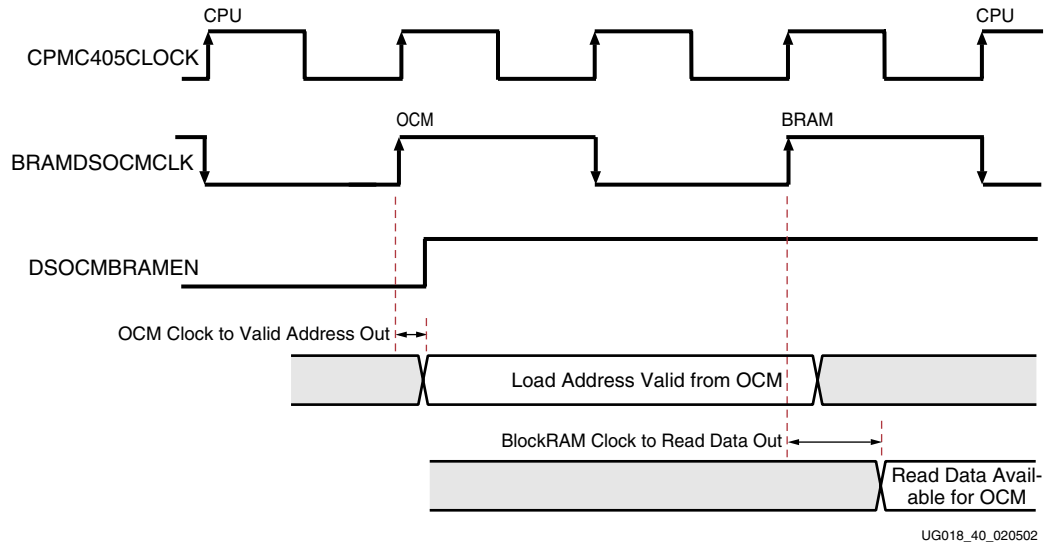 CPU
CPU
CPMC405CLOCK
OCM
BRAM
BRAMDSOCMCLK
DSOCMBRAMEN
OCM Clock to Valid Address Out
Load Address Valid from OCM
BlockRAM Clock to Read Data Out
Read Data Avail-
able for OCM
UG018_40_020502